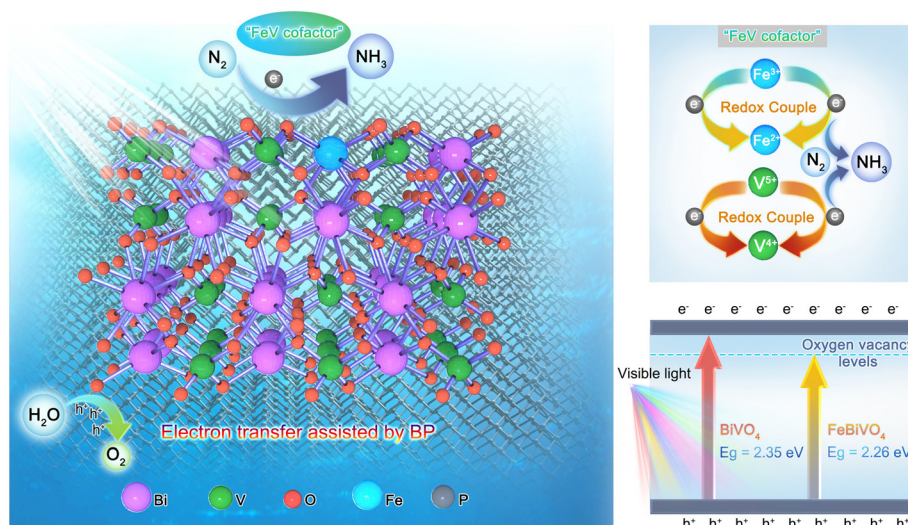 "FeV cofactor"
N₂
NH₃
e⁻
H₂O
h⁺
h⁺
h⁺
O₂
Electron transfer assisted by BP
Bi V O Fe P
"FeV cofactor"
Fe³⁺
e⁻ Redox Couple e⁻
Fe²⁺
N₂ NH₃
V⁵⁺
e⁻ Redox Couple e⁻
V⁴⁺
e⁻ e⁻ e⁻ e⁻ e⁻ e⁻ e⁻ e⁻
Oxygen vacancy
levels
Visible light
BiVO₄
Eg = 2.35 eV
FeBiVO₄
Eg = 2.26 eV
h⁺ h⁺ h⁺ h⁺ h⁺ h⁺ h⁺ h⁺